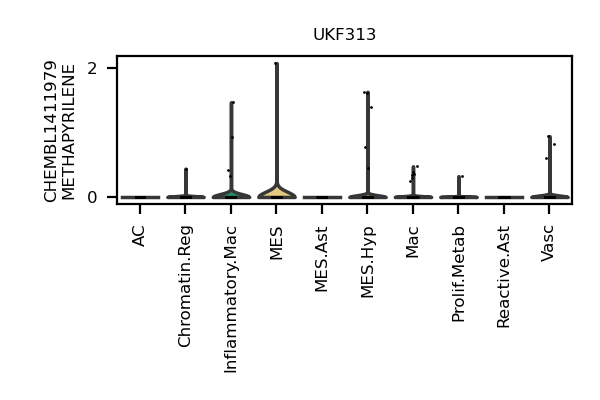 UKF313
CHEMBL1411979
METHAPYRILENE
2
0
AC
Chromatin.Reg
Inflammatory.Mac
MES
MES.Ast
MES.Hyp
Mac
Prolif.Metab
Reactive.Ast
Vasc